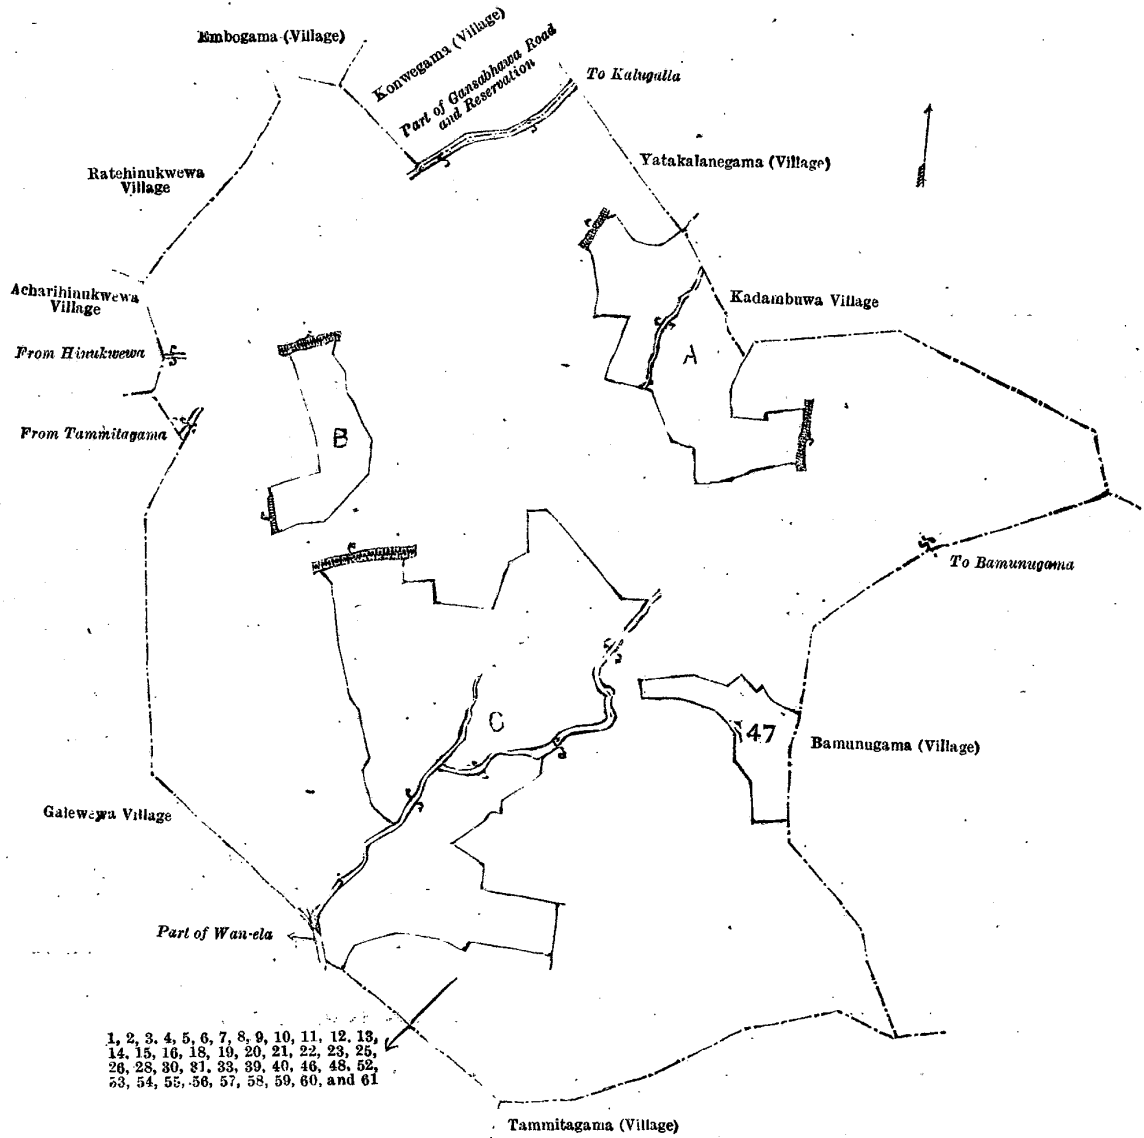 Embogama (Village)
Konwegama (Village)
Part of Gansabhawa Road
and Reservation
To Kalugalla
Ratehinukwewa
Village
Yatakalanegama (Village)
Acharihinukwewa
Village
Kadambuwa Village
From Hinukwewa
A
From Tammitagama
B
To Bamunugama
C
47
Bamunugama (Village)
Galewewa Village
Part of Wan-ela
1, 2, 3. 4, 5, 6, 7, 8, 9, 10, 11, 12. 13,
14. 15, 16, 18, 19, 20, 21, 22, 23, 25,
26, 28, 30, 31. 33, 39, 40, 46, 48. 52,
53, 54, 55, 56, 57, 58, 59, 60, and 61
Tammitagama (Village)